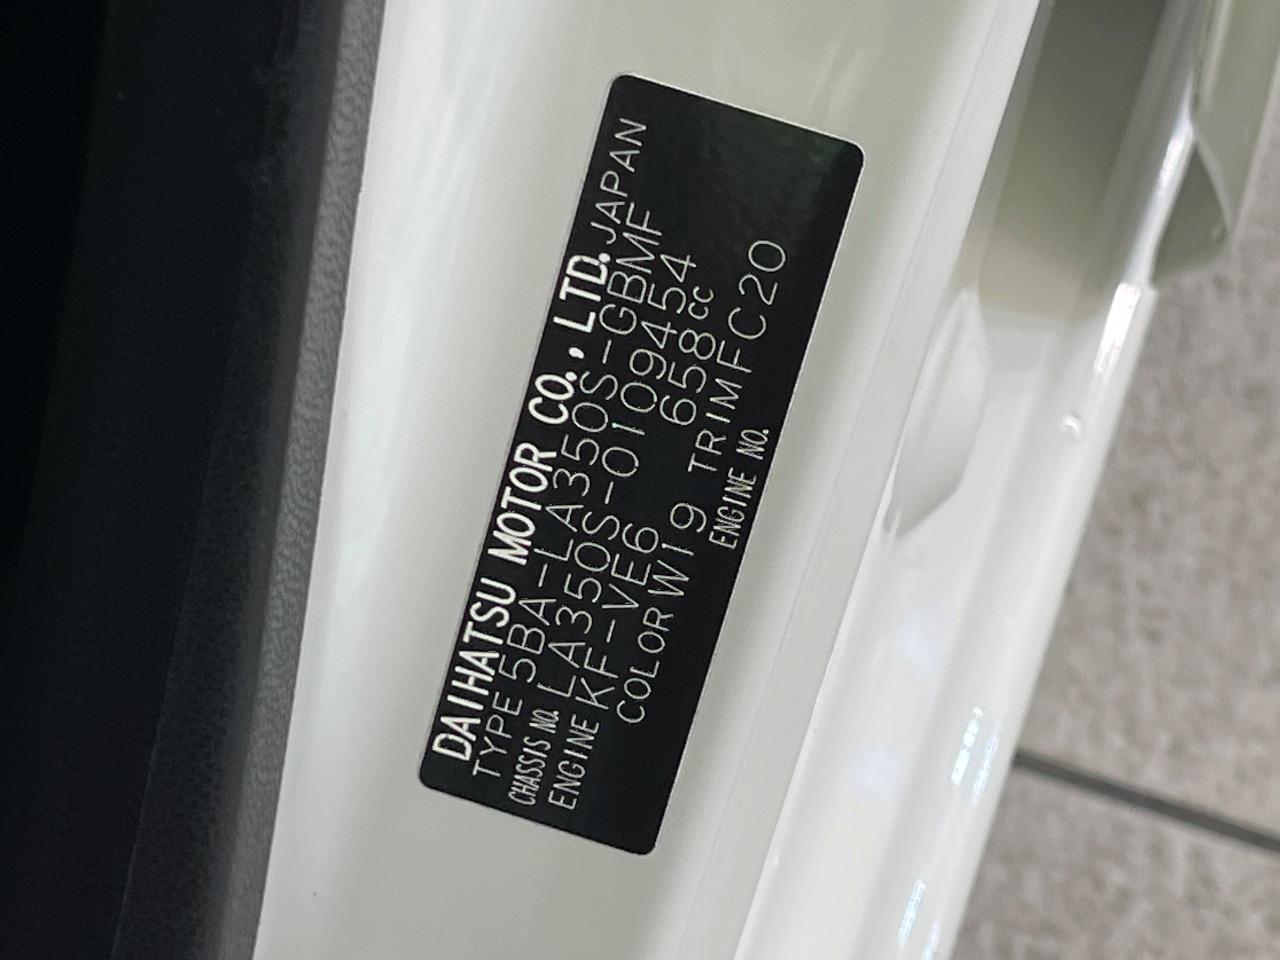 DAIHATSU MOTOR CO., LTD. JAPAN
TYPE 5BA-LA350S-GBMF
CHASSIS NO. LA350S-0109454
ENGINE KF-VE6 658cc
COLOR W19 TRIM FC20
ENGINE NO.